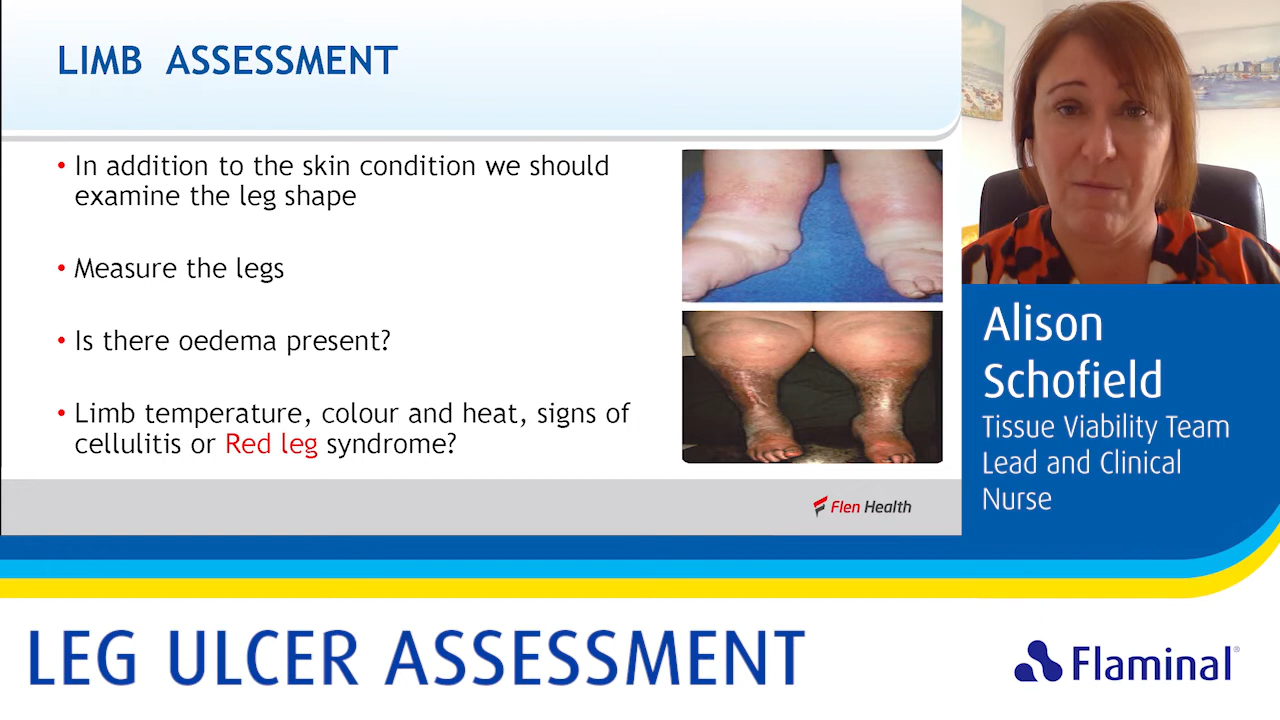 LIMB ASSESSMENT
• In addition to the skin condition we should
examine the leg shape
• Measure the legs
• Is there oedema present?
• Limb temperature, colour and heat, signs of
cellulitis or Red leg syndrome?
Flen Health
Alison
Schofield
Tissue Viability Team
Lead and Clinical
Nurse
LEG ULCER ASSESSMENT
Flaminal®